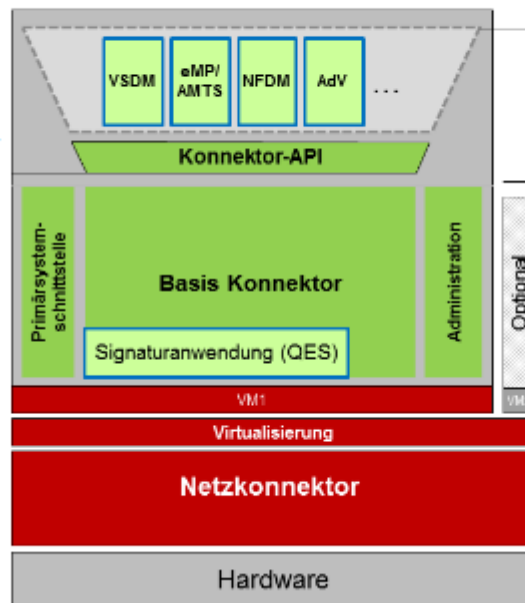 VSDM
eMP/
AMTS
NFDM
AdV
...
Konnektor-API
Primärsystem-
schnittstelle
Basis Konnektor
Administration
Optional
Signaturanwendung (QES)
VM1
VM
Virtualisierung
Netzkonnektor
Hardware